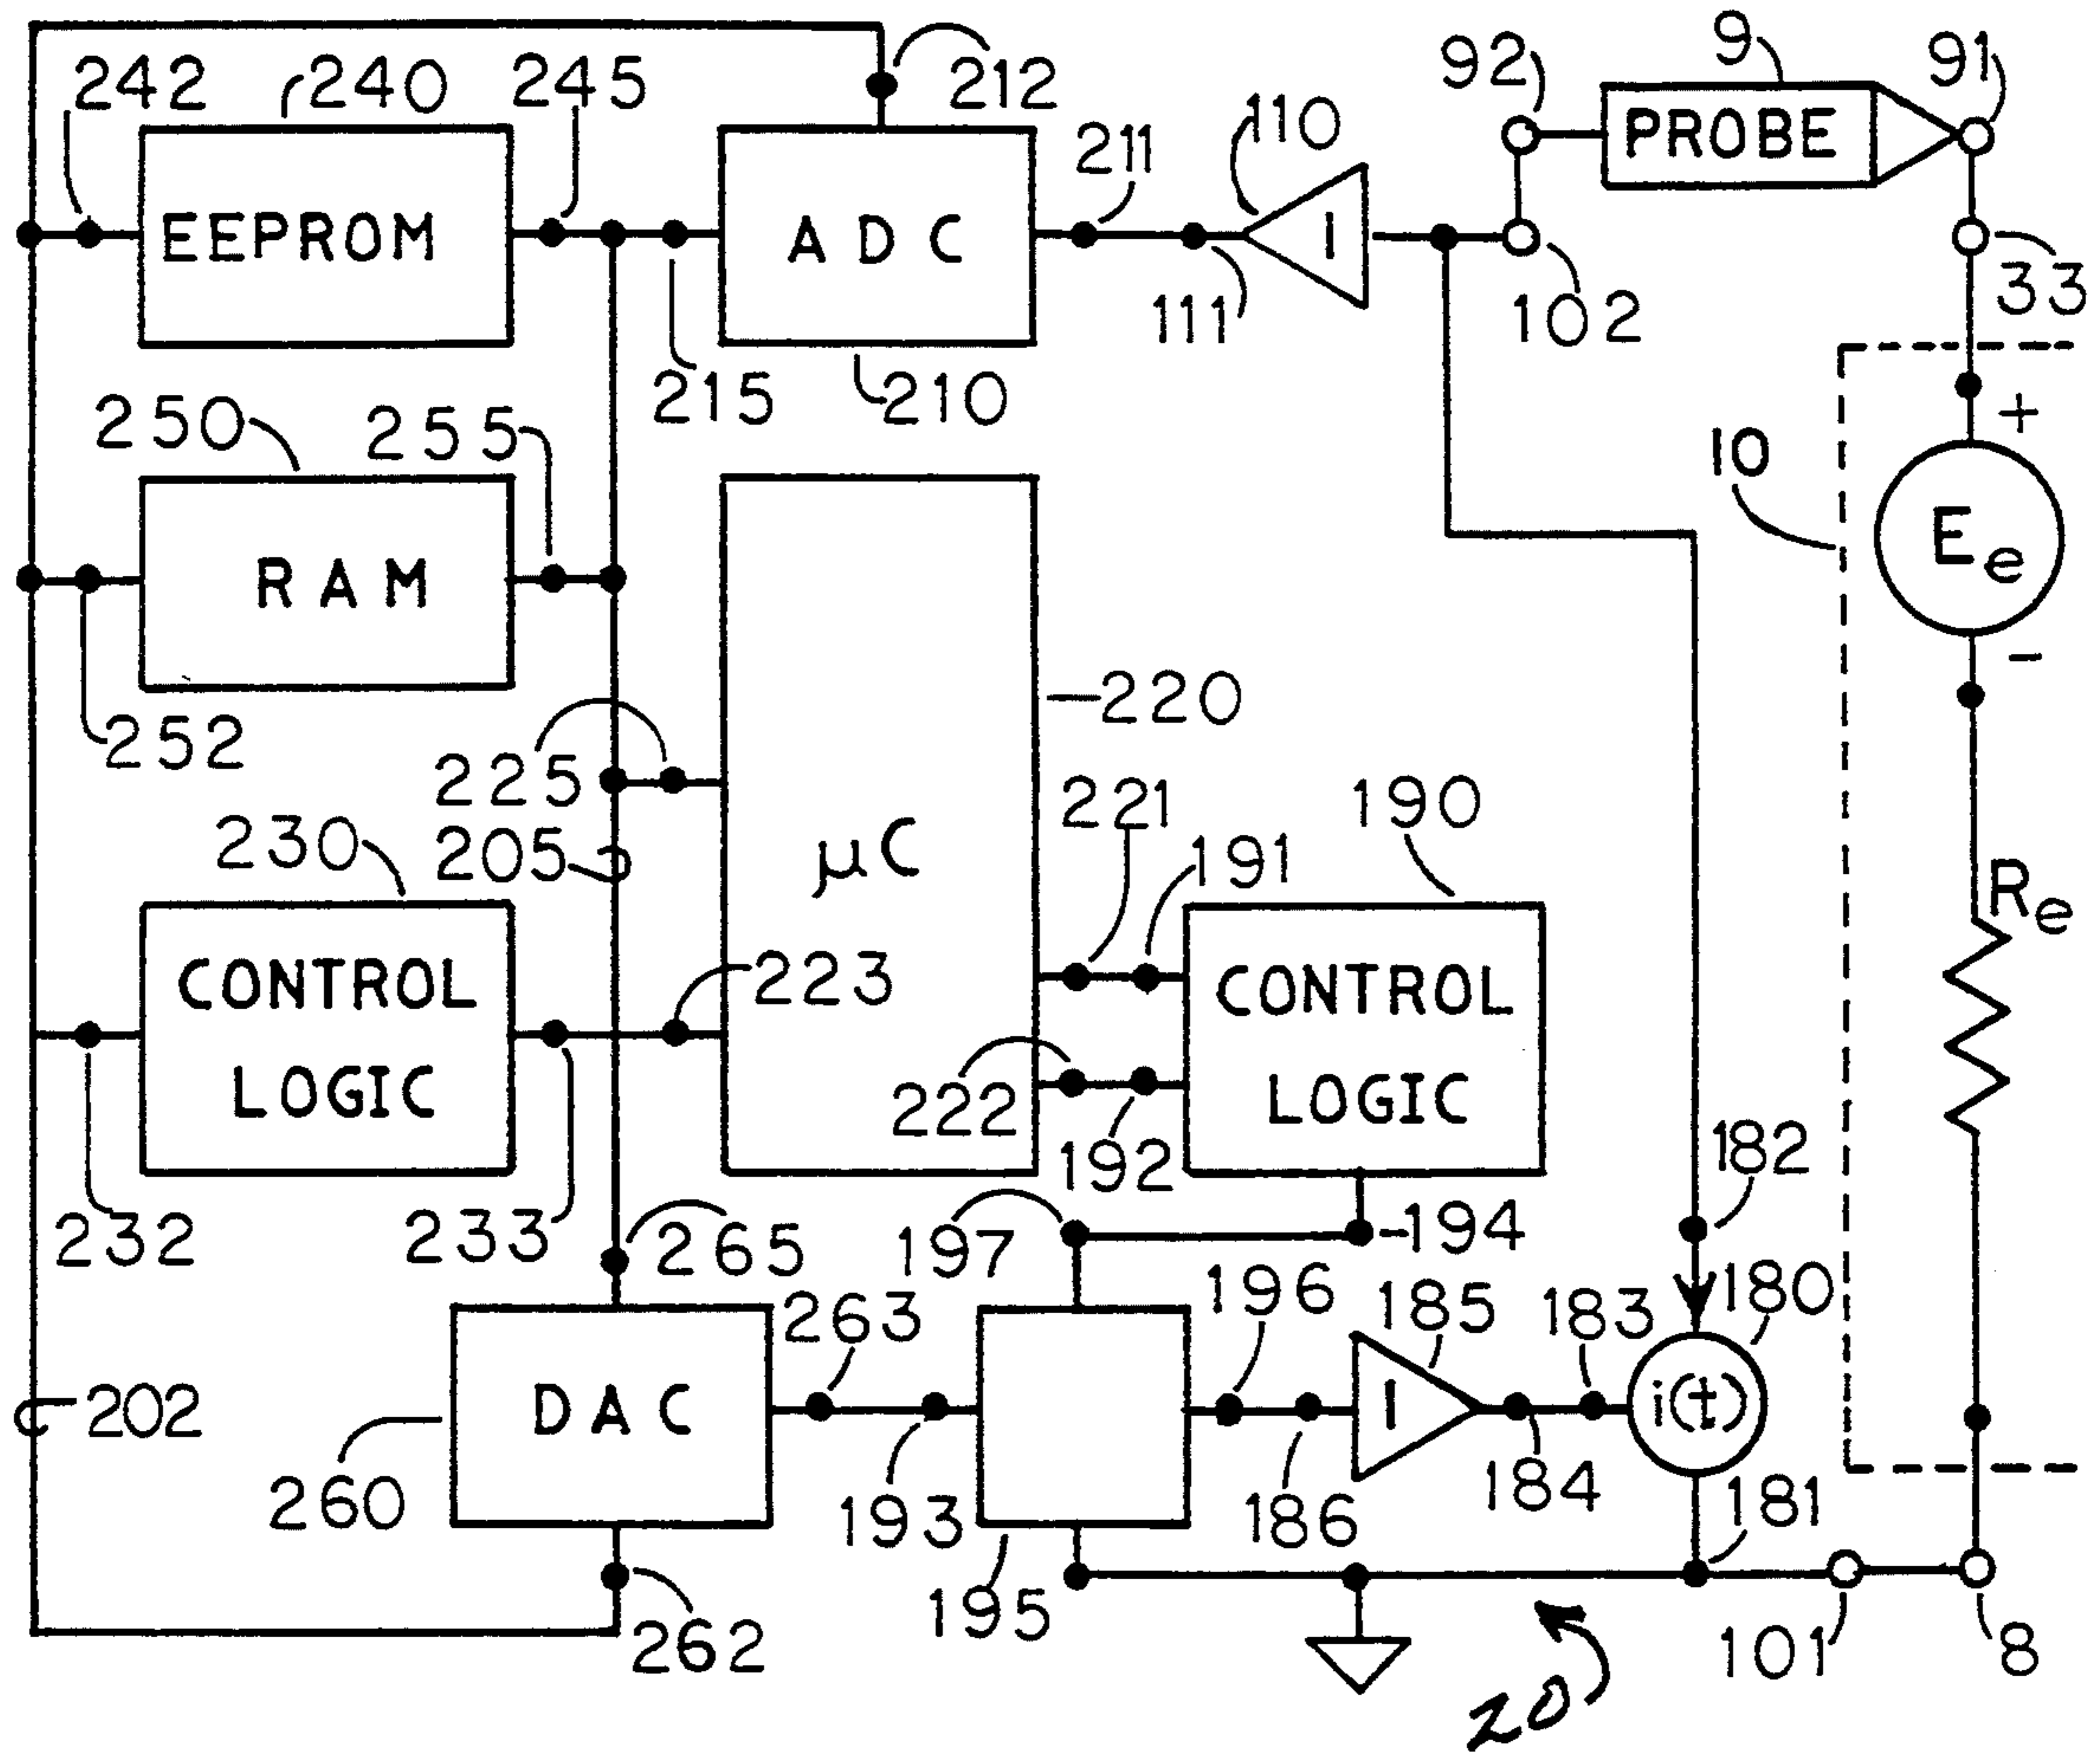 242 240 245 212 92 9 91
PROBE
211 110
EEPROM ADC 1
111 102 33
215 210
250 255 10 +
E e
RAM
-
252 220
225 221 190
230 205 191 R e
μC
CONTROL LOGIC 223 CONTROL LOGIC
222 192 182
232 233 197 -194
265 196 185 183 180
263
DAC 1 i(t)
202
260 193 186 184 181
195
262 20 101 8